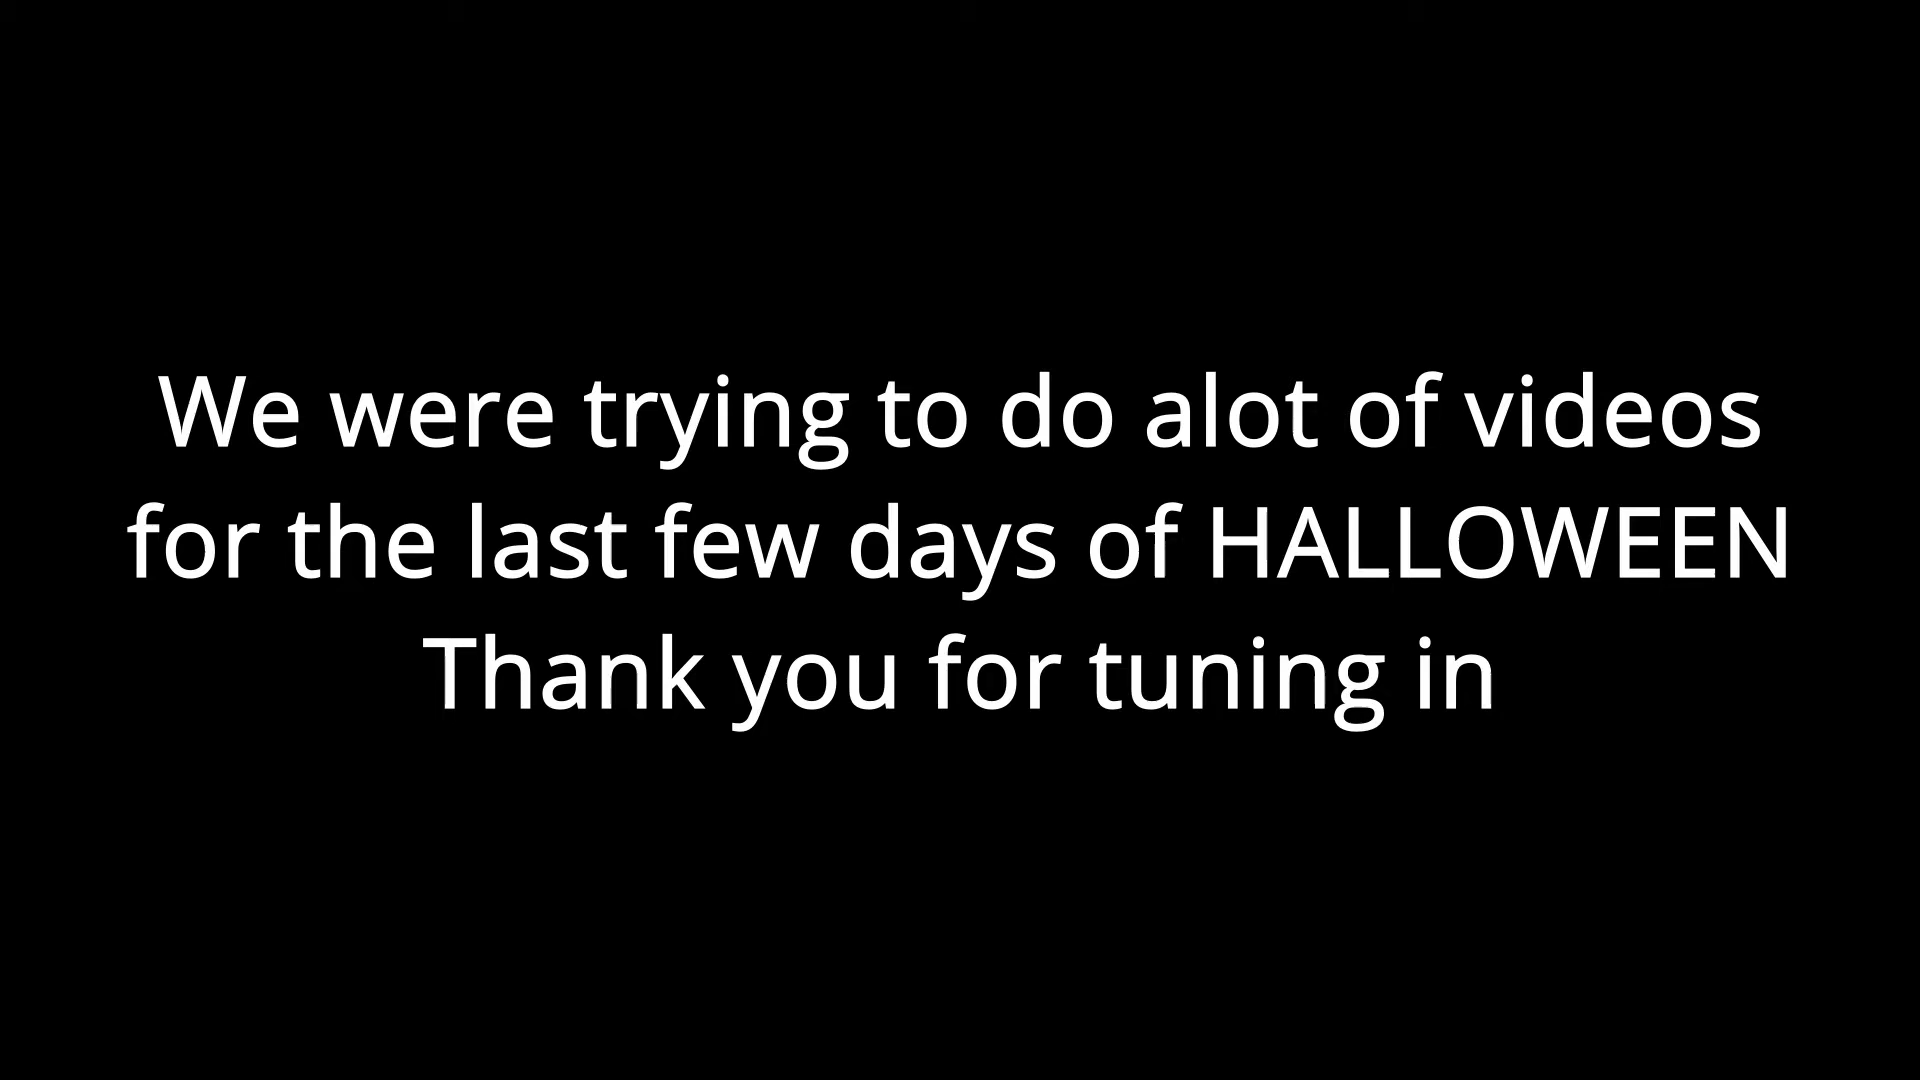 We were trying to do alot of videos
for the last few days of HALLOWEEN
Thank you for tuning in